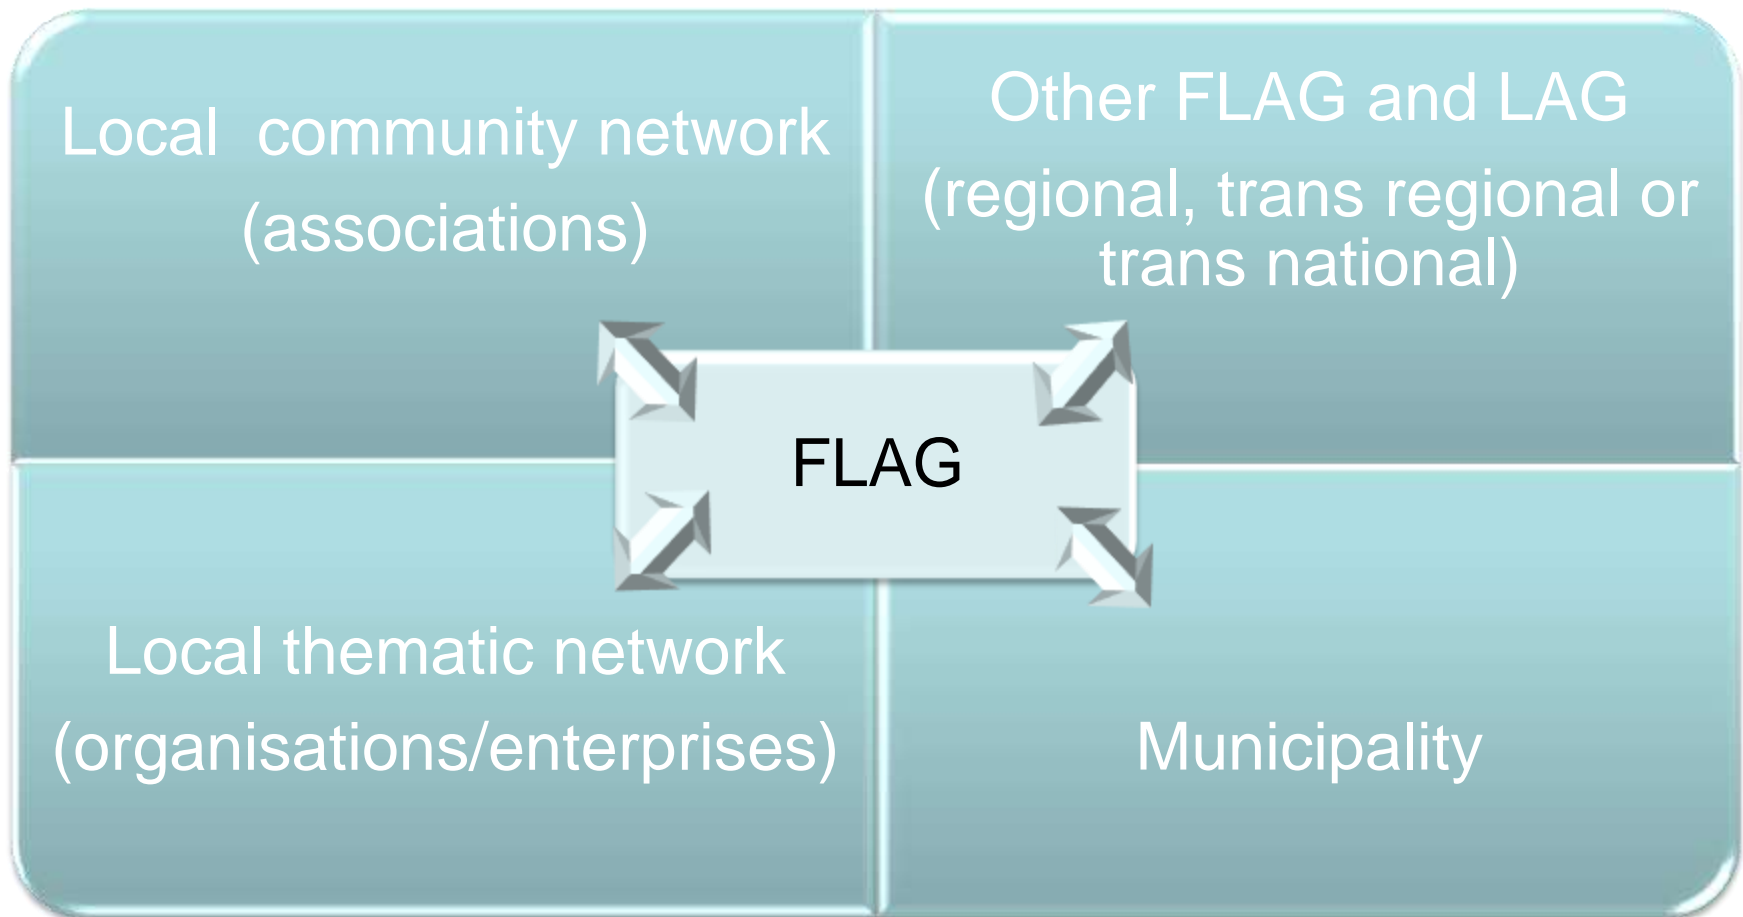 Local  community network
(associations)
Other FLAG and LAG
(regional, trans regional or
trans national)
FLAG
Local thematic network
(organisations/enterprises)
Municipality